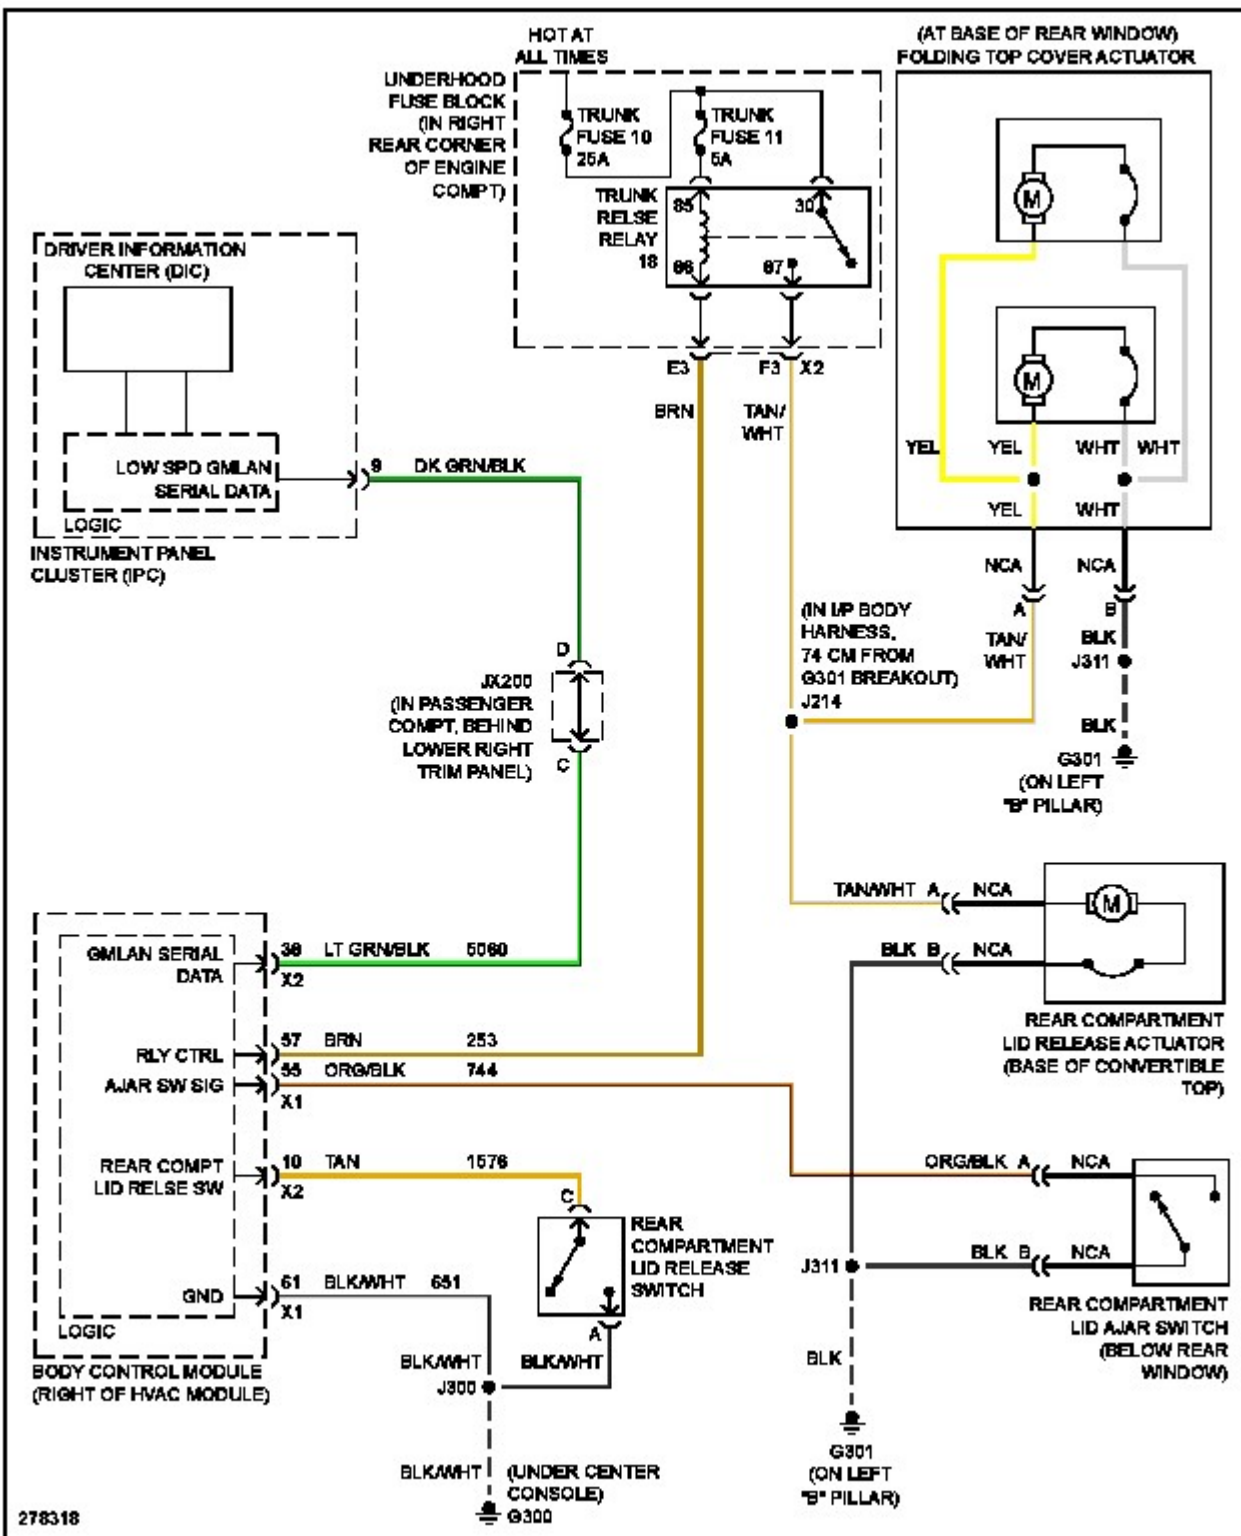 HOT AT
ALL TIMES
(AT BASE OF REAR WINDOW)
FOLDING TOP COVER ACTUATOR
UNDERHOOD
FUSE BLOCK
(IN RIGHT
REAR CORNER
OF ENGINE
COMPT)
TRUNK
FUSE 10
25A
TRUNK
FUSE 11
5A
TRUNK
RELSE
RELAY
18
85
30
86
87
M
M
DRIVER INFORMATION
CENTER (DIC)
LOW SPD GMLAN
SERIAL DATA
LOGIC
INSTRUMENT PANEL
CLUSTER (IPC)
9 DK GRN/BLK
E3 F3 X2
BRN
TAN/
WHT
YEL YEL WHT WHT
YEL WHT
NCA NCA
A B
TAN/
WHT
BLK
J311
BLK
G301
(ON LEFT
"B" PILLAR)
(IN I/P BODY
HARNESS,
74 CM FROM
G301 BREAKOUT)
J214
D
JX200
(IN PASSENGER
COMPT, BEHIND
LOWER RIGHT
TRIM PANEL)
C
TAN/WHT A NCA
M
BLK B NCA
REAR COMPARTMENT
LID RELEASE ACTUATOR
(BASE OF CONVERTIBLE
TOP)
GMLAN SERIAL
DATA
38 LT GRN/BLK 5060
X2
RLY CTRL
57 BRN 253
AJAR SW SIG
55 ORG/BLK 744
X1
REAR COMPT
LID RELSE SW
10 TAN 1576
X2
GND
61 BLK/WHT 651
X1
LOGIC
BODY CONTROL MODULE
(RIGHT OF HVAC MODULE)
C
REAR
COMPARTMENT
LID RELEASE
SWITCH
A
BLK/WHT BLK/WHT
J300
BLK/WHT
(UNDER CENTER
CONSOLE)
G300
ORG/BLK A NCA
J311
BLK B NCA
REAR COMPARTMENT
LID AJAR SWITCH
(BELOW REAR
WINDOW)
BLK
G301
(ON LEFT
"B" PILLAR)
278318